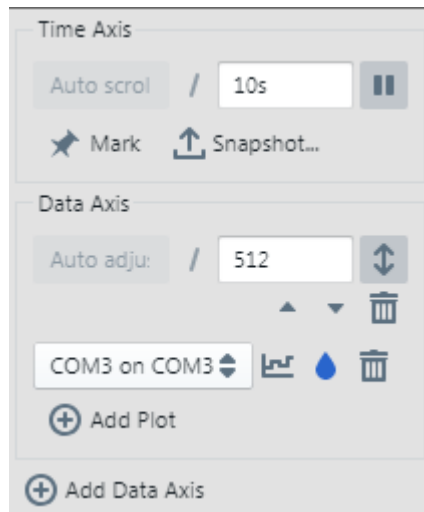 Time Axis
Auto scrol / 10s
Mark Snapshot...
Data Axis
Auto adju: / 512
COM3 on COM3
Add Plot
Add Data Axis